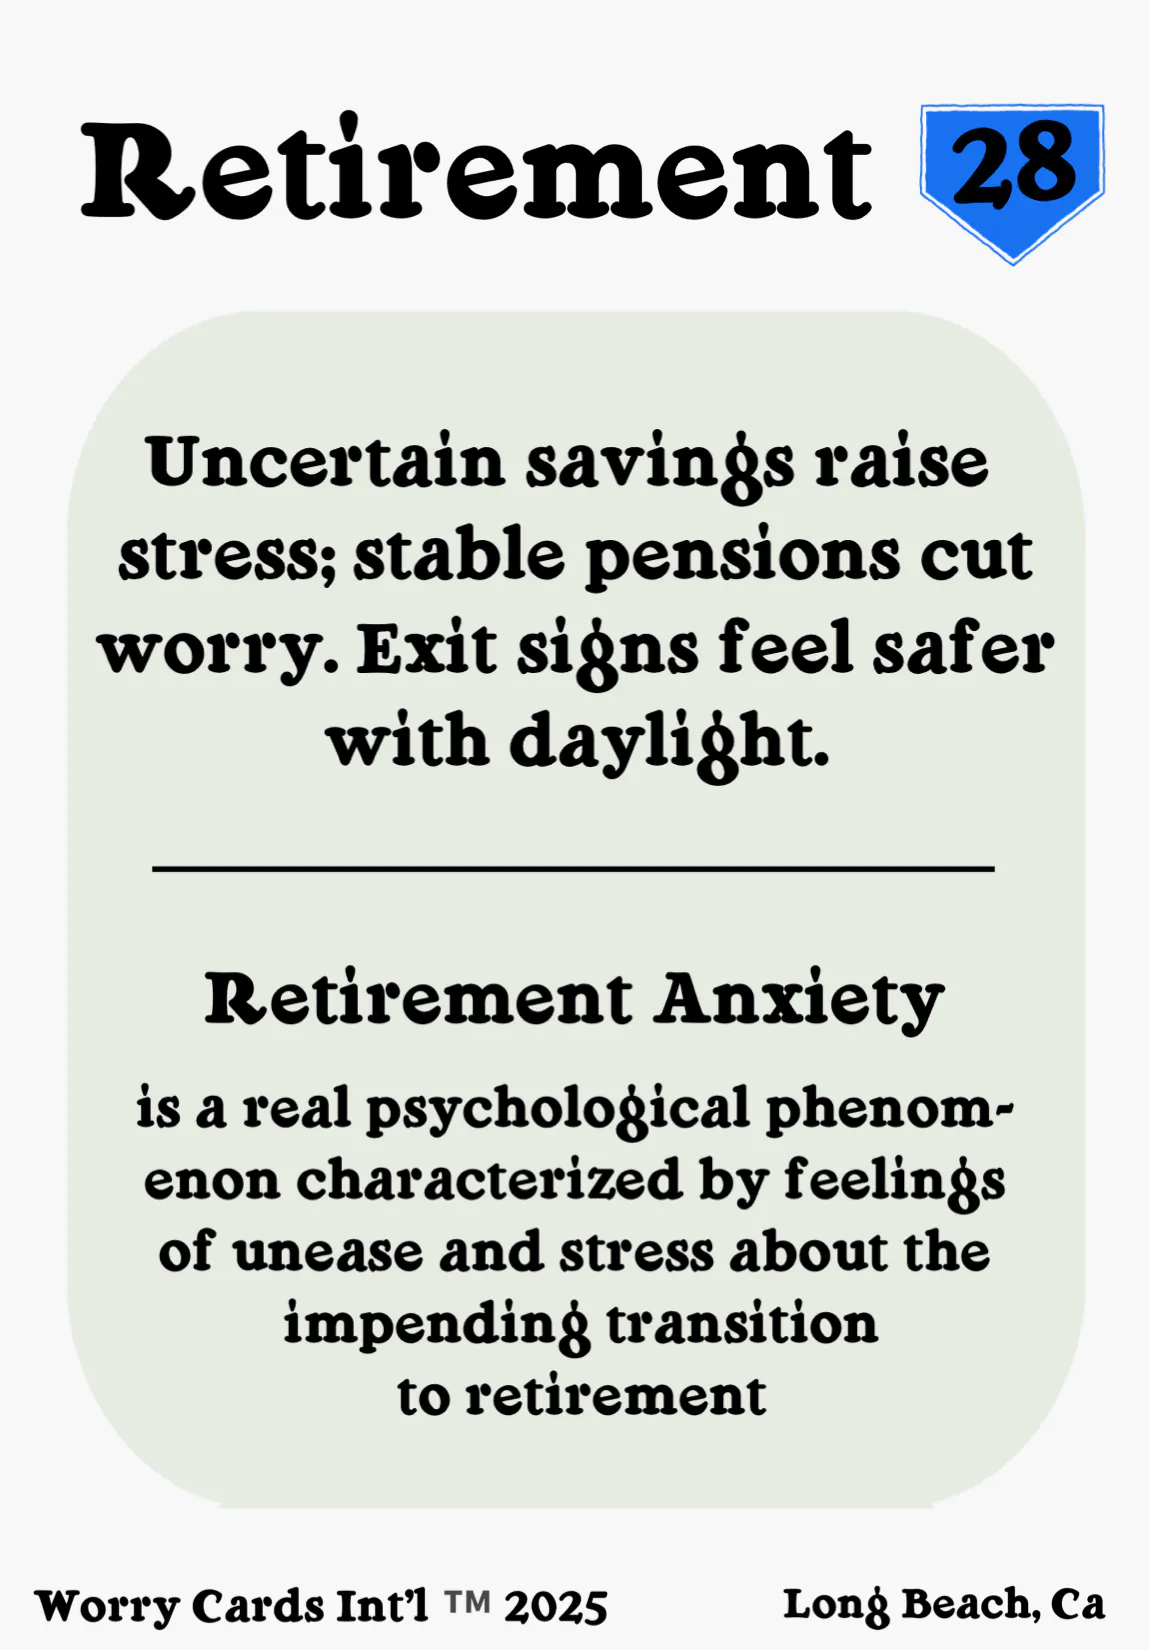 Retirement 28
Uncertain savings raise
stress; stable pensions cut
worry. Exit signs feel safer
with daylight.
Retirement Anxiety
is a real psychological phenom-
enon characterized by feelings
of unease and stress about the
impending transition
to retirement
Worry Cards Int'l ™ 2025 Long Beach, Ca